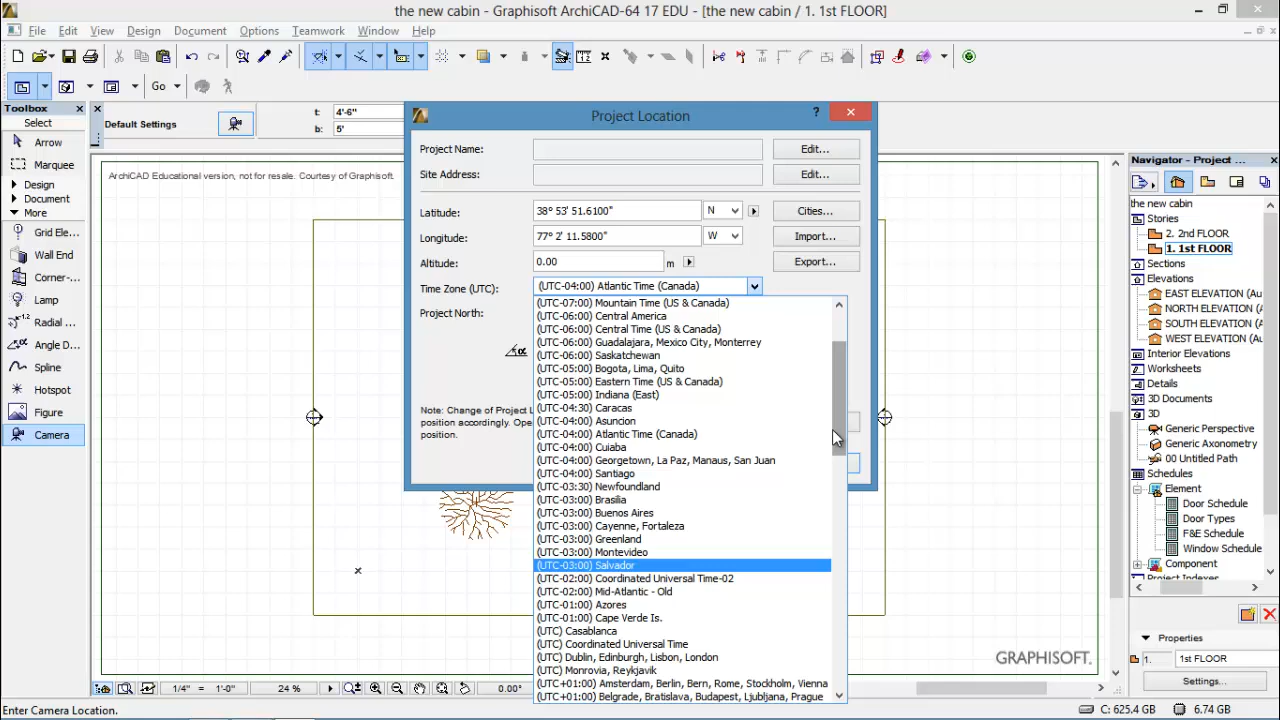 the new cabin - Graphisoft ArchiCAD-64 17 EDU - [the new cabin / 1. 1st FLOOR]
File Edit View Design Document Options Teamwork Window Help
Go
Toolbox
Select
Arrow
Marquee
Design
Document
More
Grid Ele...
Wall End
Corner-...
Lamp
Radial ...
Angle D...
Spline
Hotspot
Figure
Camera
Default Settings
t: 4'-6"
b: 5'
ArchiCAD Educational version, not for resale. Courtesy of Graphisoft.
Project Location
?
Project Name: Edit...
Site Address: Edit...
Latitude: 38° 53' 51.6100" N Cities...
Longitude: 77° 2' 11.5800" W Import...
Altitude: 0.00 m Export...
Time Zone (UTC): (UTC-04:00) Atlantic Time (Canada)
Project North:
α
Note: Change of Project L
position accordingly. Ope
position.
(UTC-07:00) Mountain Time (US & Canada)
(UTC-06:00) Central America
(UTC-06:00) Central Time (US & Canada)
(UTC-06:00) Guadalajara, Mexico City, Monterrey
(UTC-06:00) Saskatchewan
(UTC-05:00) Bogota, Lima, Quito
(UTC-05:00) Eastern Time (US & Canada)
(UTC-05:00) Indiana (East)
(UTC-04:30) Caracas
(UTC-04:00) Asuncion
(UTC-04:00) Atlantic Time (Canada)
(UTC-04:00) Cuiaba
(UTC-04:00) Georgetown, La Paz, Manaus, San Juan
(UTC-04:00) Santiago
(UTC-03:30) Newfoundland
(UTC-03:00) Brasilia
(UTC-03:00) Buenos Aires
(UTC-03:00) Cayenne, Fortaleza
(UTC-03:00) Greenland
(UTC-03:00) Montevideo
(UTC-03:00) Salvador
(UTC-02:00) Coordinated Universal Time-02
(UTC-02:00) Mid-Atlantic - Old
(UTC-01:00) Azores
(UTC-01:00) Cape Verde Is.
(UTC) Casablanca
(UTC) Coordinated Universal Time
(UTC) Dublin, Edinburgh, Lisbon, London
(UTC) Monrovia, Reykjavik
(UTC+01:00) Amsterdam, Berlin, Bern, Rome, Stockholm, Vienna
(UTC+01:00) Belgrade, Bratislava, Budapest, Ljubljana, Prague
GRAPHISOFT.
Navigator - Project ...
the new cabin
Stories
2. 2nd FLOOR
1. 1st FLOOR
Sections
Elevations
EAST ELEVATION (Au
NORTH ELEVATION (
SOUTH ELEVATION (
WEST ELEVATION (Au
Interior Elevations
Worksheets
Details
3D Documents
3D
Generic Perspective
Generic Axonometry
00 Untitled Path
Schedules
Element
Door Schedule
Door Types
F&E Schedule
Window Schedule
Component
Project Indexes
Properties
1. 1st FLOOR
Settings...
1/4" = 1'-0" 24 % 0.00°
Enter Camera Location.
C: 625.4 GB 6.74 GB